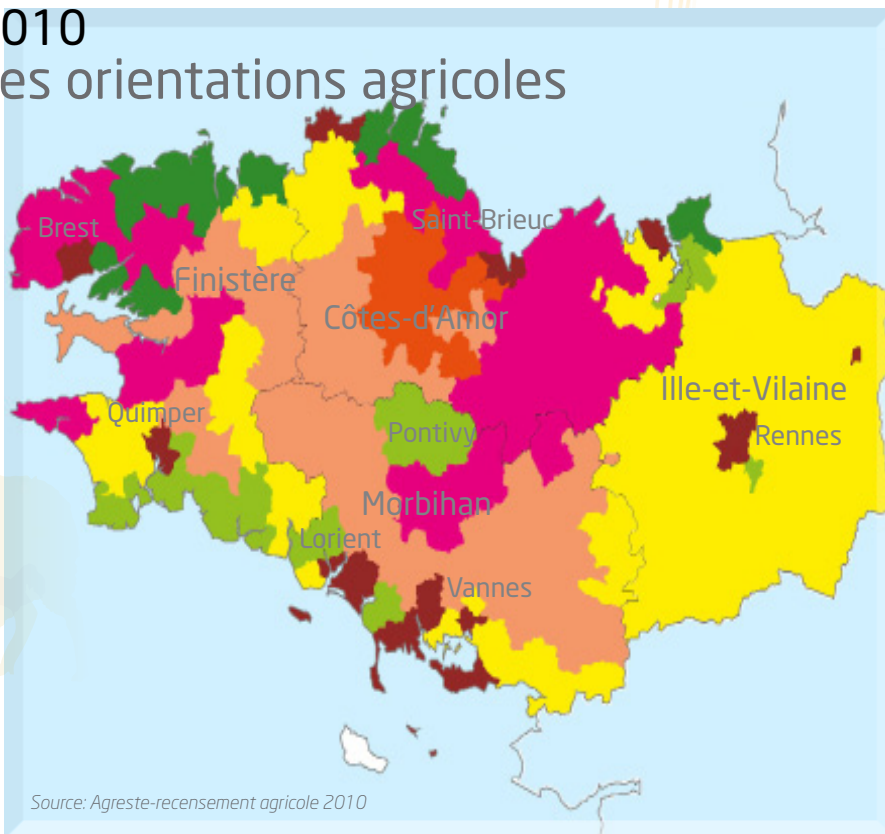 010
es orientations agricoles
Saint-Brieuc
Brest
Finistère
Côtes-d'Amor
Ille-et-Vilaine
Quimper
Pontivy
Rennes
Morbihan
Lorient
Vannes
Source: Agreste-recensement agricole 2010